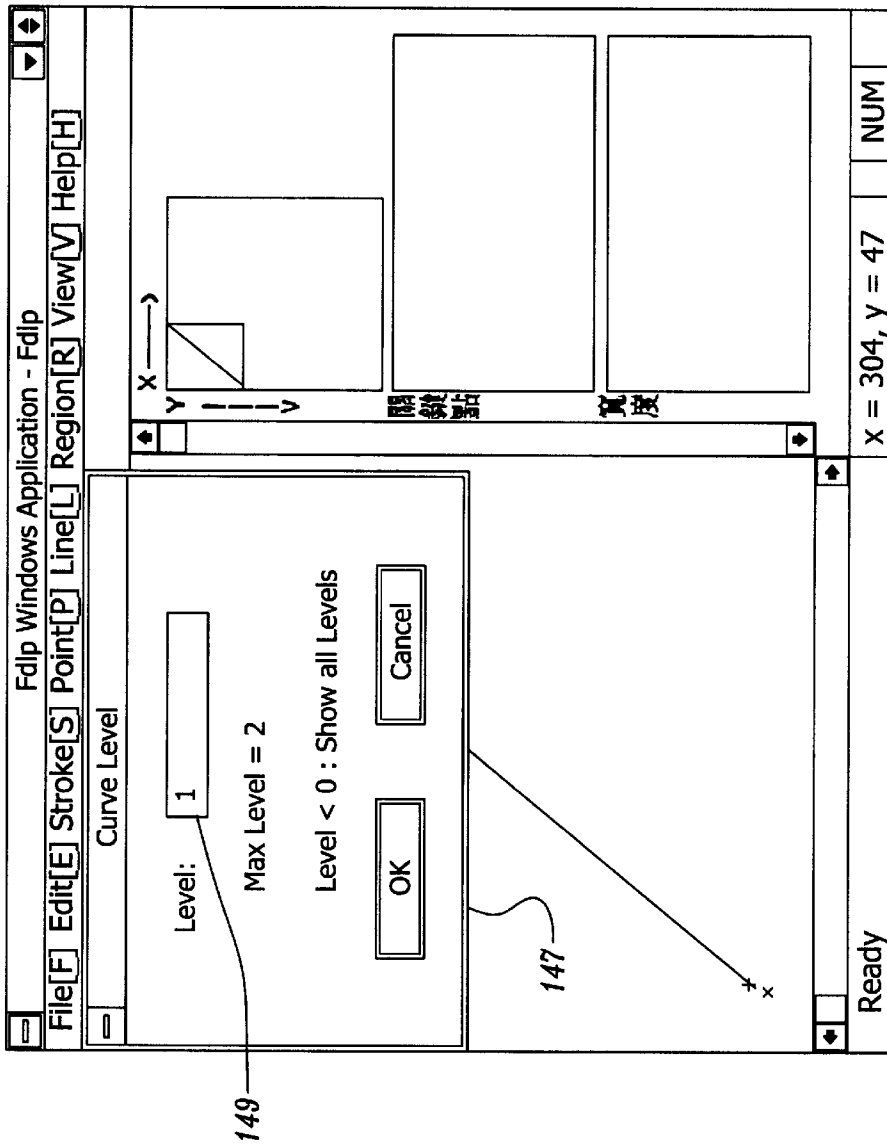 Fdlp Windows Application - Fdlp
File[F] Edit[E] Stroke[S] Point[P] Line[L] Region[R] View[V] Help[H]
Curve Level
Level: 1
Max Level = 2
Level < 0 : Show all Levels
OK Cancel
X
Y
V
關鍵點
寬度
x
Ready
x = 304, y = 47
NUM
149
147